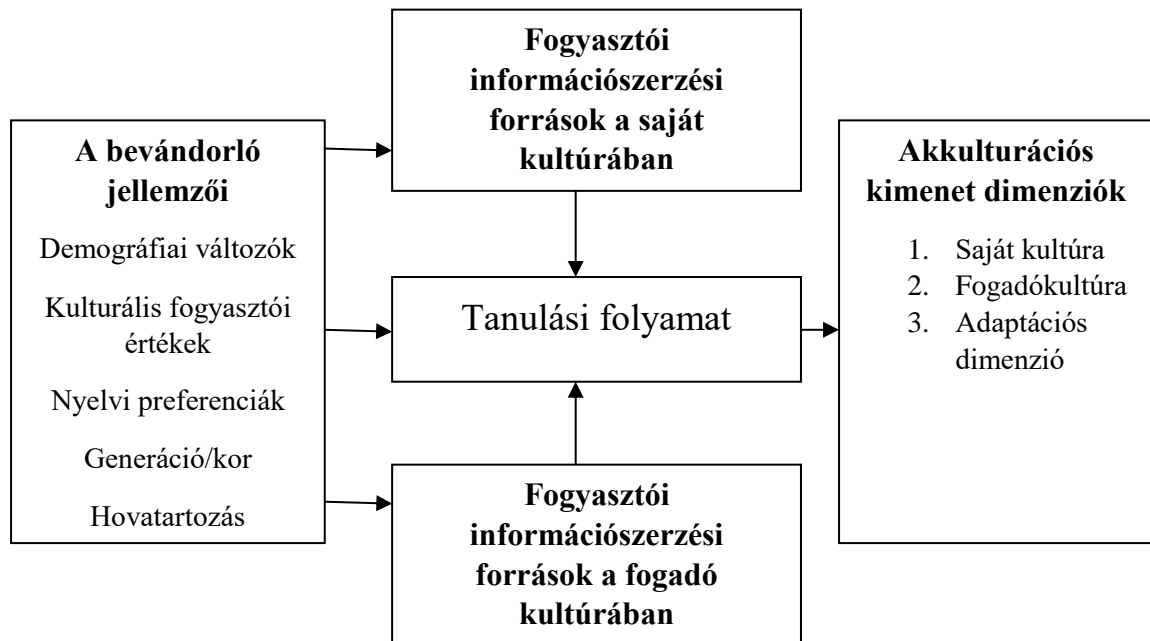 A bevándorló
jellemzői
Demográfiai változók
Kulturális fogyasztói
értékek
Nyelvi preferenciák
Generáció/kor
Hovatartozás
Fogyasztói
információszerzési
források a saját
kultúrában
Tanulási folyamat
Fogyasztói
információszerzési
források a fogadó
kultúrában
Akkulturációs
kimenet dimenziók
1. Saját kultúra
2. Fogadókultúra
3. Adaptációs
dimenzió